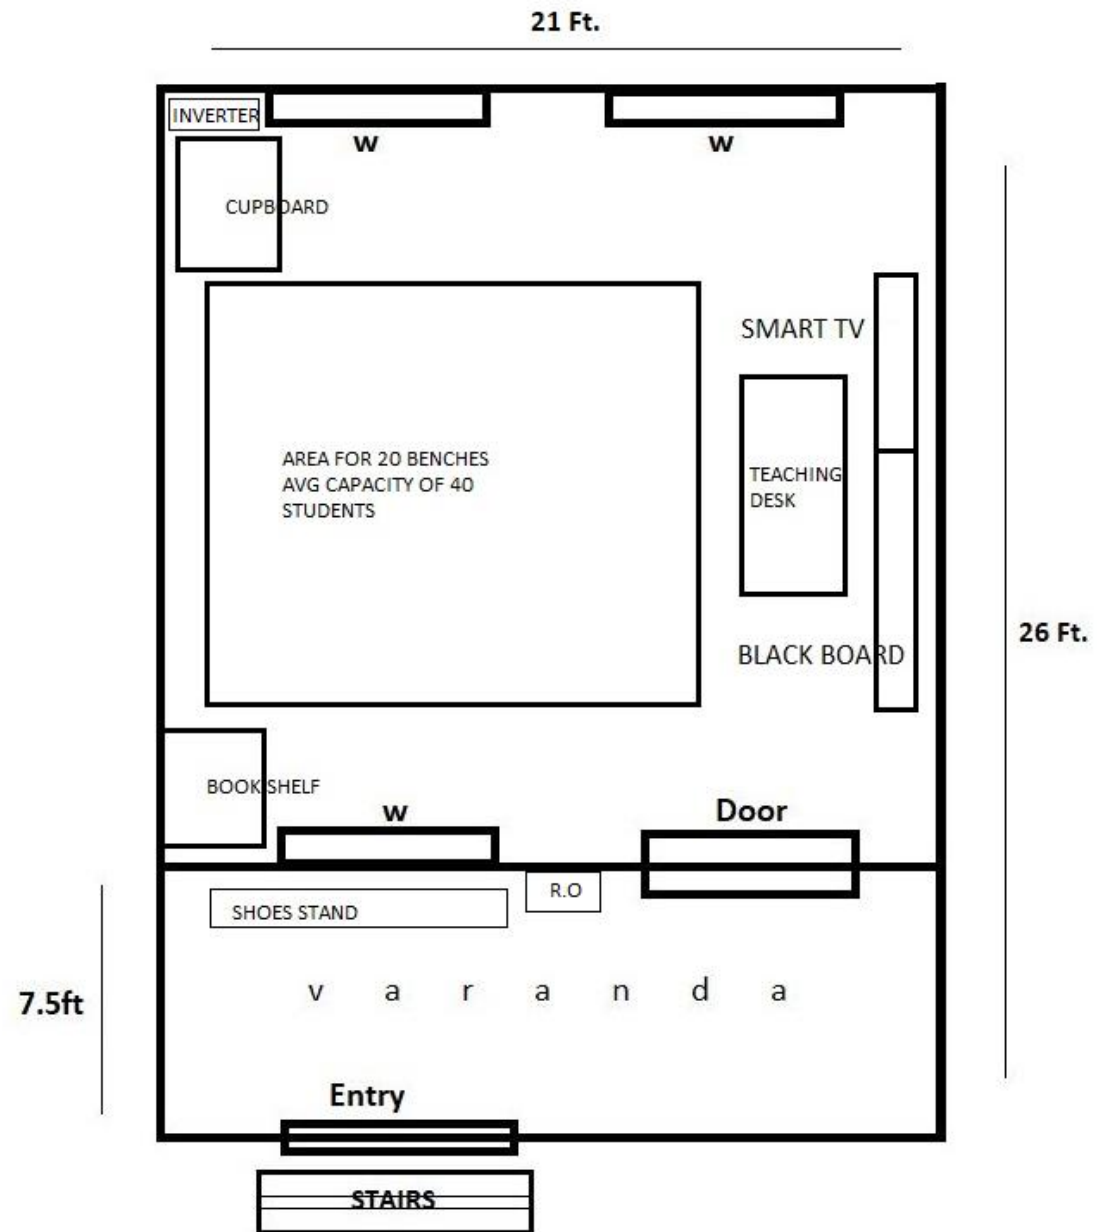 21 Ft.
INVERTER
w
w
CUPBOARD
SMART TV
AREA FOR 20 BENCHES
AVG CAPACITY OF 40
STUDENTS
TEACHING
DESK
26 Ft.
BLACK BOARD
BOOK SHELF
w
Door
R.O
SHOES STAND
v a r a n d a
7.5ft
Entry
STAIRS